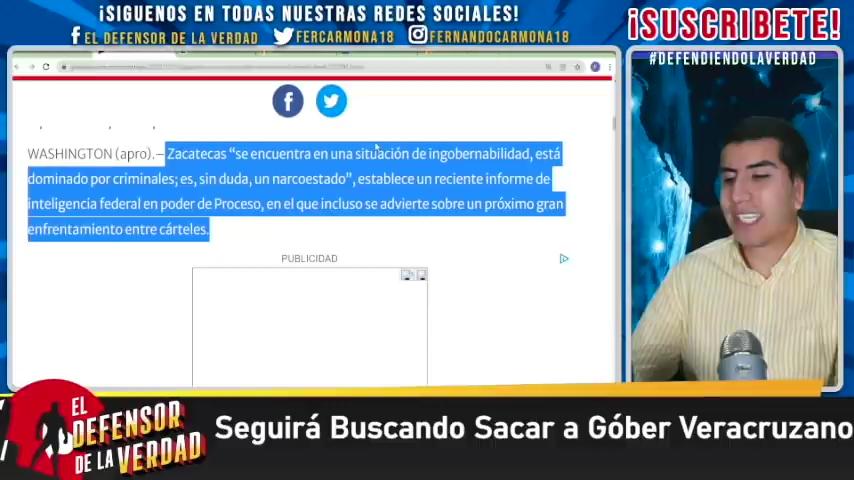 ¡SIGUENOS EN TODAS NUESTRAS REDES SOCIALES!
EL DEFENSOR DE LA VERDAD
FERCARMONA18
FERNANDOCARMONA18
¡SUSCRIBETE!
#DEFENDIENDOLAVERDAD
WASHINGTON (apro).– Zacatecas “se encuentra en una situación de ingobernabilidad, está
dominado por criminales; es, sin duda, un narcoestado”, establece un reciente informe de
inteligencia federal en poder de Proceso, en el que incluso se advierte sobre un próximo gran
enfrentamiento entre cárteles.
PUBLICIDAD
EL
DEFENSOR
DE LA VERDAD
Seguirá Buscando Sacar a Góber Veracruzano